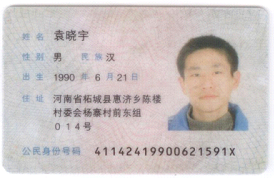 姓名 袁晓宇
性别 男 民族 汉
出生 1990 年 6 月 21 日
住址 河南省柘城县惠济乡陈楼
村委会杨寨村前东组
014号
公民身份号码 41142419900621591X